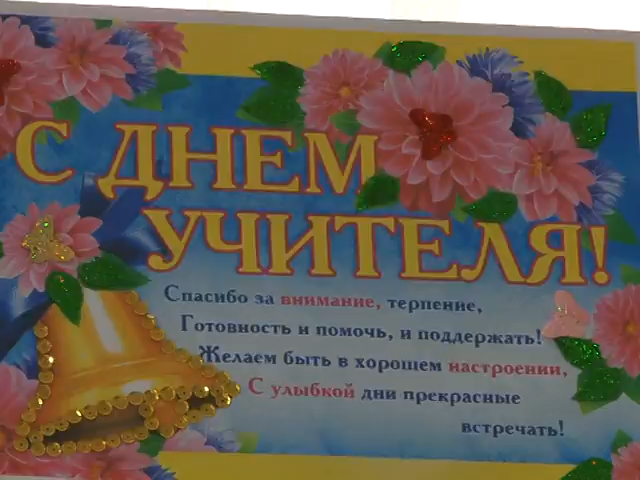 С ДНЕМ
УЧИТЕЛЯ!
Спасибо за внимание, терпение,
Готовность и помочь, и поддержать!
Желаем быть в хорошем настроении,
С улыбкой дни прекрасные
встречать!